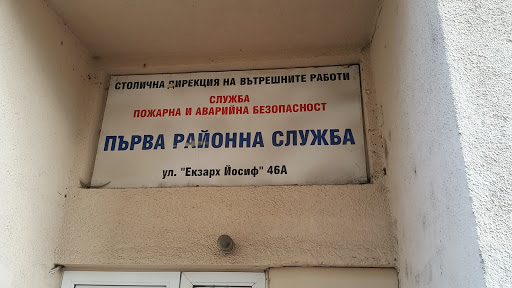 СТОЛИЧНА ДИРЕКЦИЯ НА ВЪТРЕШНИТЕ РАБОТИ
СЛУЖБА
ПОЖАРНА И АВАРИЙНА БЕЗОПАСНОСТ
ПЪРВА РАЙОННА СЛУЖБА
ул. "Екзарх Йосиф" 46А